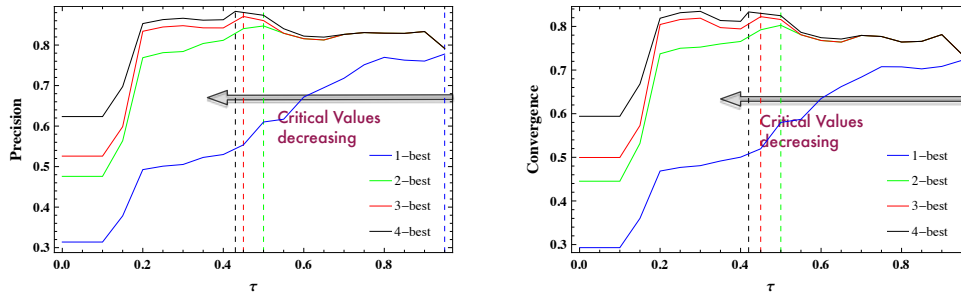 Precision
0.8
0.7
0.6
0.5
0.4
0.3
0.0
0.2
0.4
0.6
0.8
τ
Critical Values
decreasing
1-best
2-best
3-best
4-best
Convergence
0.8
0.7
0.6
0.5
0.4
0.3
0.0
0.2
0.4
0.6
0.8
τ
Critical Values
decreasing
1-best
2-best
3-best
4-best